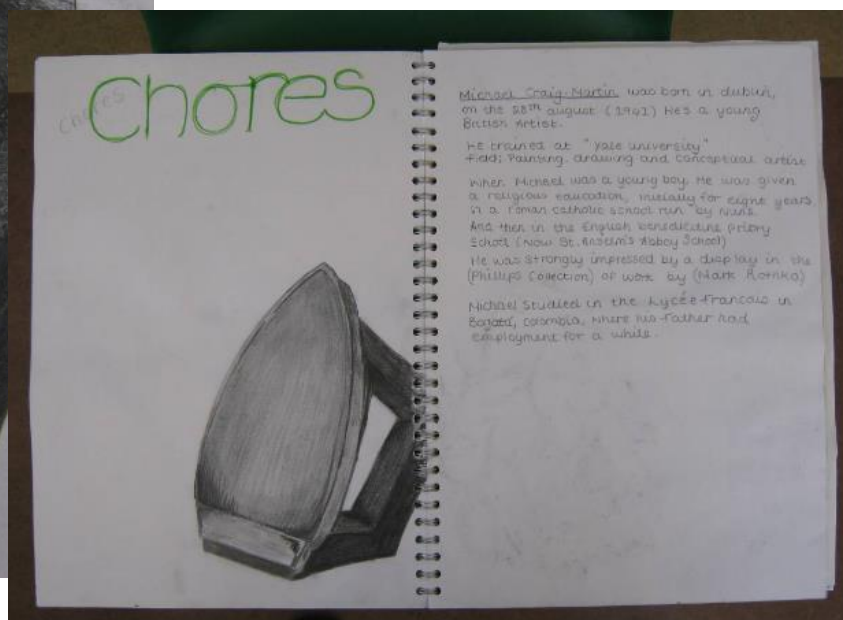 Chores
chores
Michael Craig-Martin was born in dublin,
on the 28TH august (1941) He's a young
British Artist.
He trained at "Yale university"
Field; Painting, drawing and conceptual artist
When Michael was a young boy, He was given
a religious education, initially for eight years
in a roman catholic school run by Nuns.
And then in the English benedictine priory
School (Now St. Anselm's Abbey School)
He was strongly impressed by a display in the
(Phillips Collection) of work by (Mark Rothko)
Michael Studied in the Lycée Francais in
Bogotá, Colombia, where his father had
employment for a while.